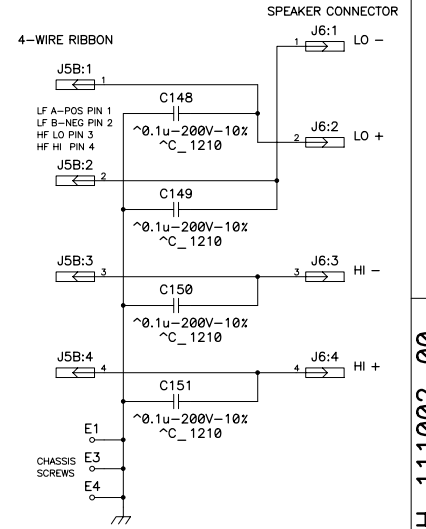 SPEAKER CONNECTOR
J6:1
LO –
1
4–WIRE RIBBON
J5B:1
1
C148
^0.1u–200V–10%
^C_1210
LF A–POS PIN 1
LF B–NEG PIN 2
HF LO PIN 3
HF HI PIN 4
J6:2
LO +
2
J5B:2
2
C149
^0.1u–200V–10%
^C_1210
J5B:3
3
J6:3
HI –
3
C150
^0.1u–200V–10%
^C_1210
J5B:4
4
J6:4
HI +
4
C151
^0.1u–200V–10%
^C_1210
E1
CHASSIS
SCREWS
E3
E4